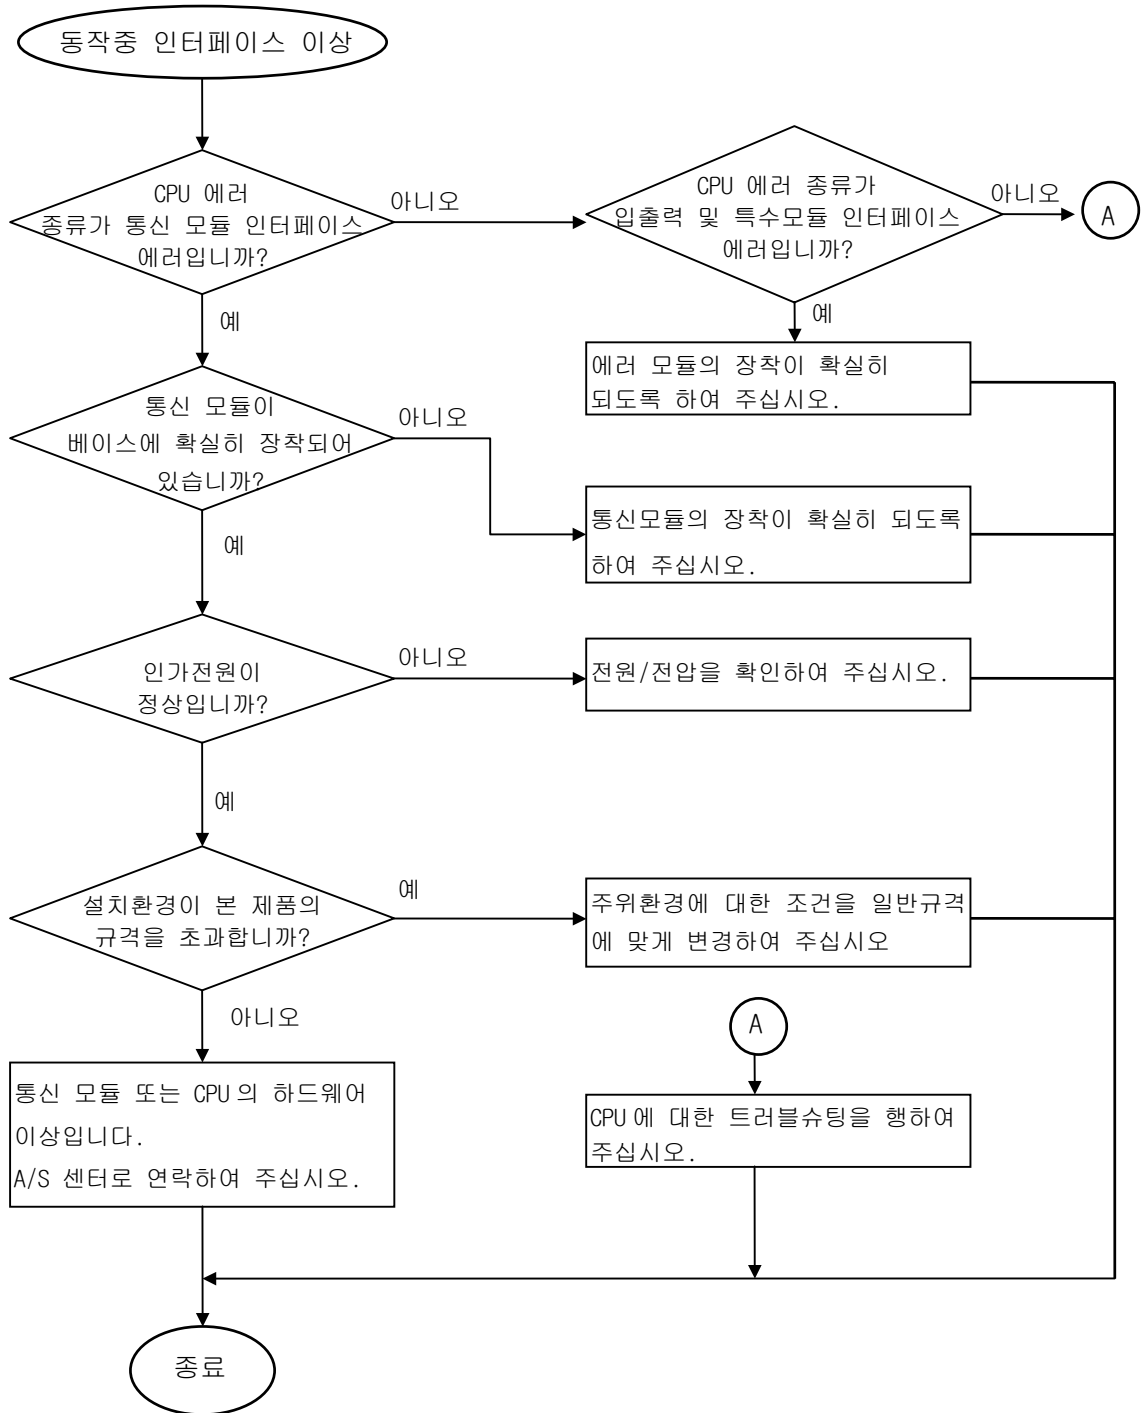 동작중 인터페이스 이상
CPU 에러
종류가 통신 모듈 인터페이스
에러입니까?
아니오
CPU 에러 종류가
입출력 및 특수모듈 인터페이스
에러입니까?
아니오
A
예
예
에러 모듈의 장착이 확실히
되도록 하여 주십시오.
통신 모듈이
베이스에 확실히 장착되어
있습니까?
아니오
통신모듈의 장착이 확실히 되도록
하여 주십시오.
예
인가전원이
정상입니까?
아니오
전원/전압을 확인하여 주십시오.
예
설치환경이 본 제품의
규격을 초과합니까?
예
주위환경에 대한 조건을 일반규격
에 맞게 변경하여 주십시오
아니오
통신 모듈 또는 CPU의 하드웨어
이상입니다.
A/S 센터로 연락하여 주십시오.
A
CPU에 대한 트러블슈팅을 행하여
주십시오.
종료